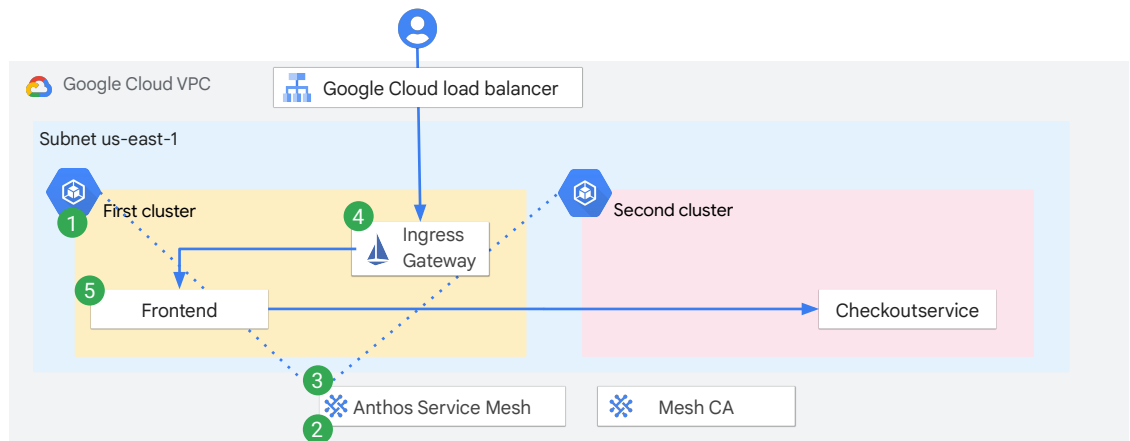 Google Cloud VPC
Google Cloud load balancer
Subnet us-east-1
1
First cluster
4
Ingress
Gateway
Second cluster
5
Frontend
Checkoutservice
3
Anthos Service Mesh
2
Mesh CA